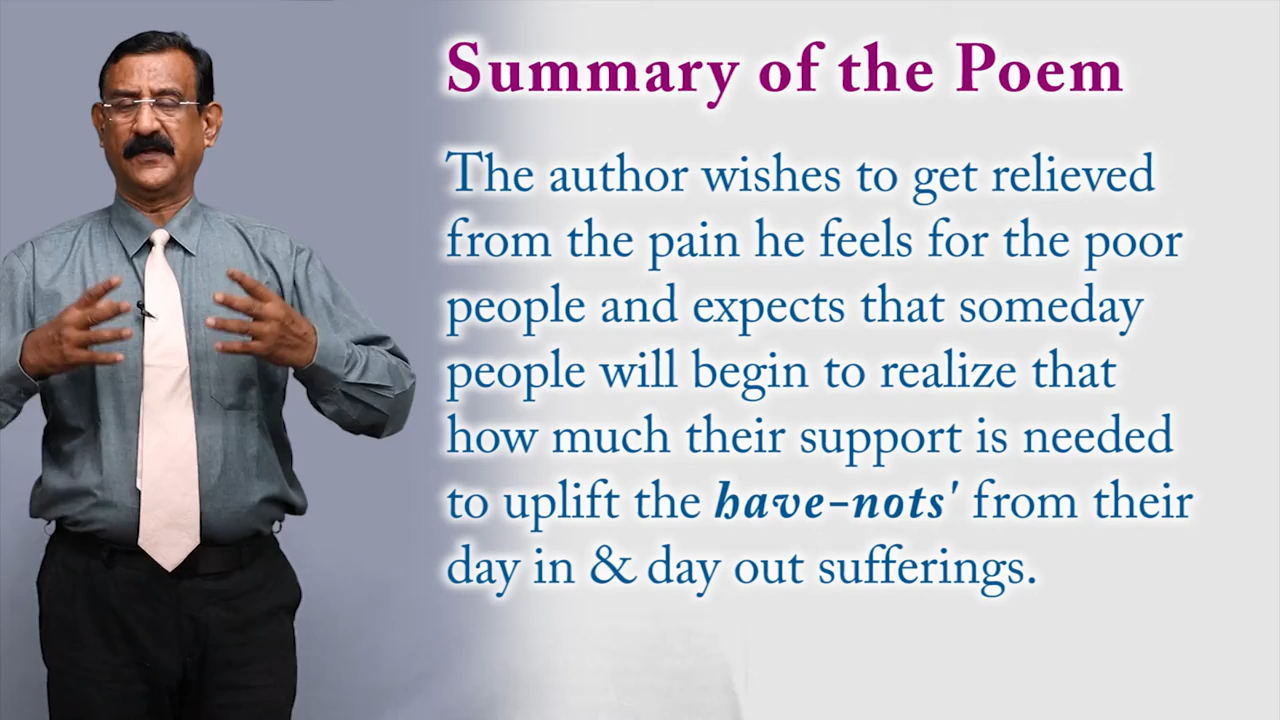 Summary of the Poem
The author wishes to get relieved
from the pain he feels for the poor
people and expects that someday
people will begin to realize that
how much their support is needed
to uplift the have-nots' from their
day in & day out sufferings.